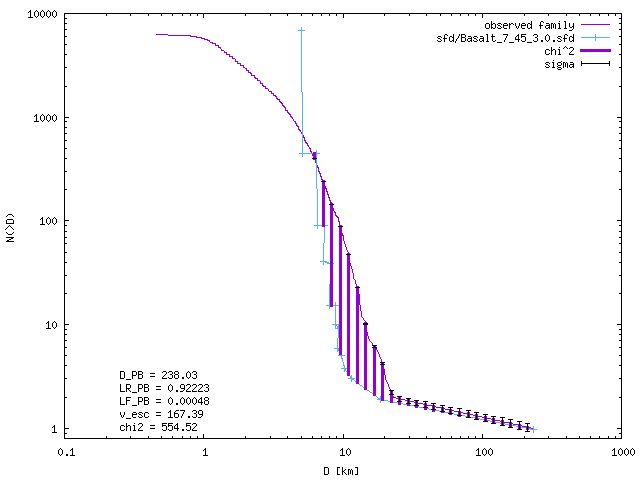 10000
1000
100
10
1
N(>D)
observed family
sfd/Basalt_7_45_3.0.sfd
chi^2
sigma
D_PB = 238.03
LR_PB = 0.92223
LF_PB = 0.00048
v_esc = 167.39
chi2 = 554.52
0.1 1 10 100 1000
D [km]